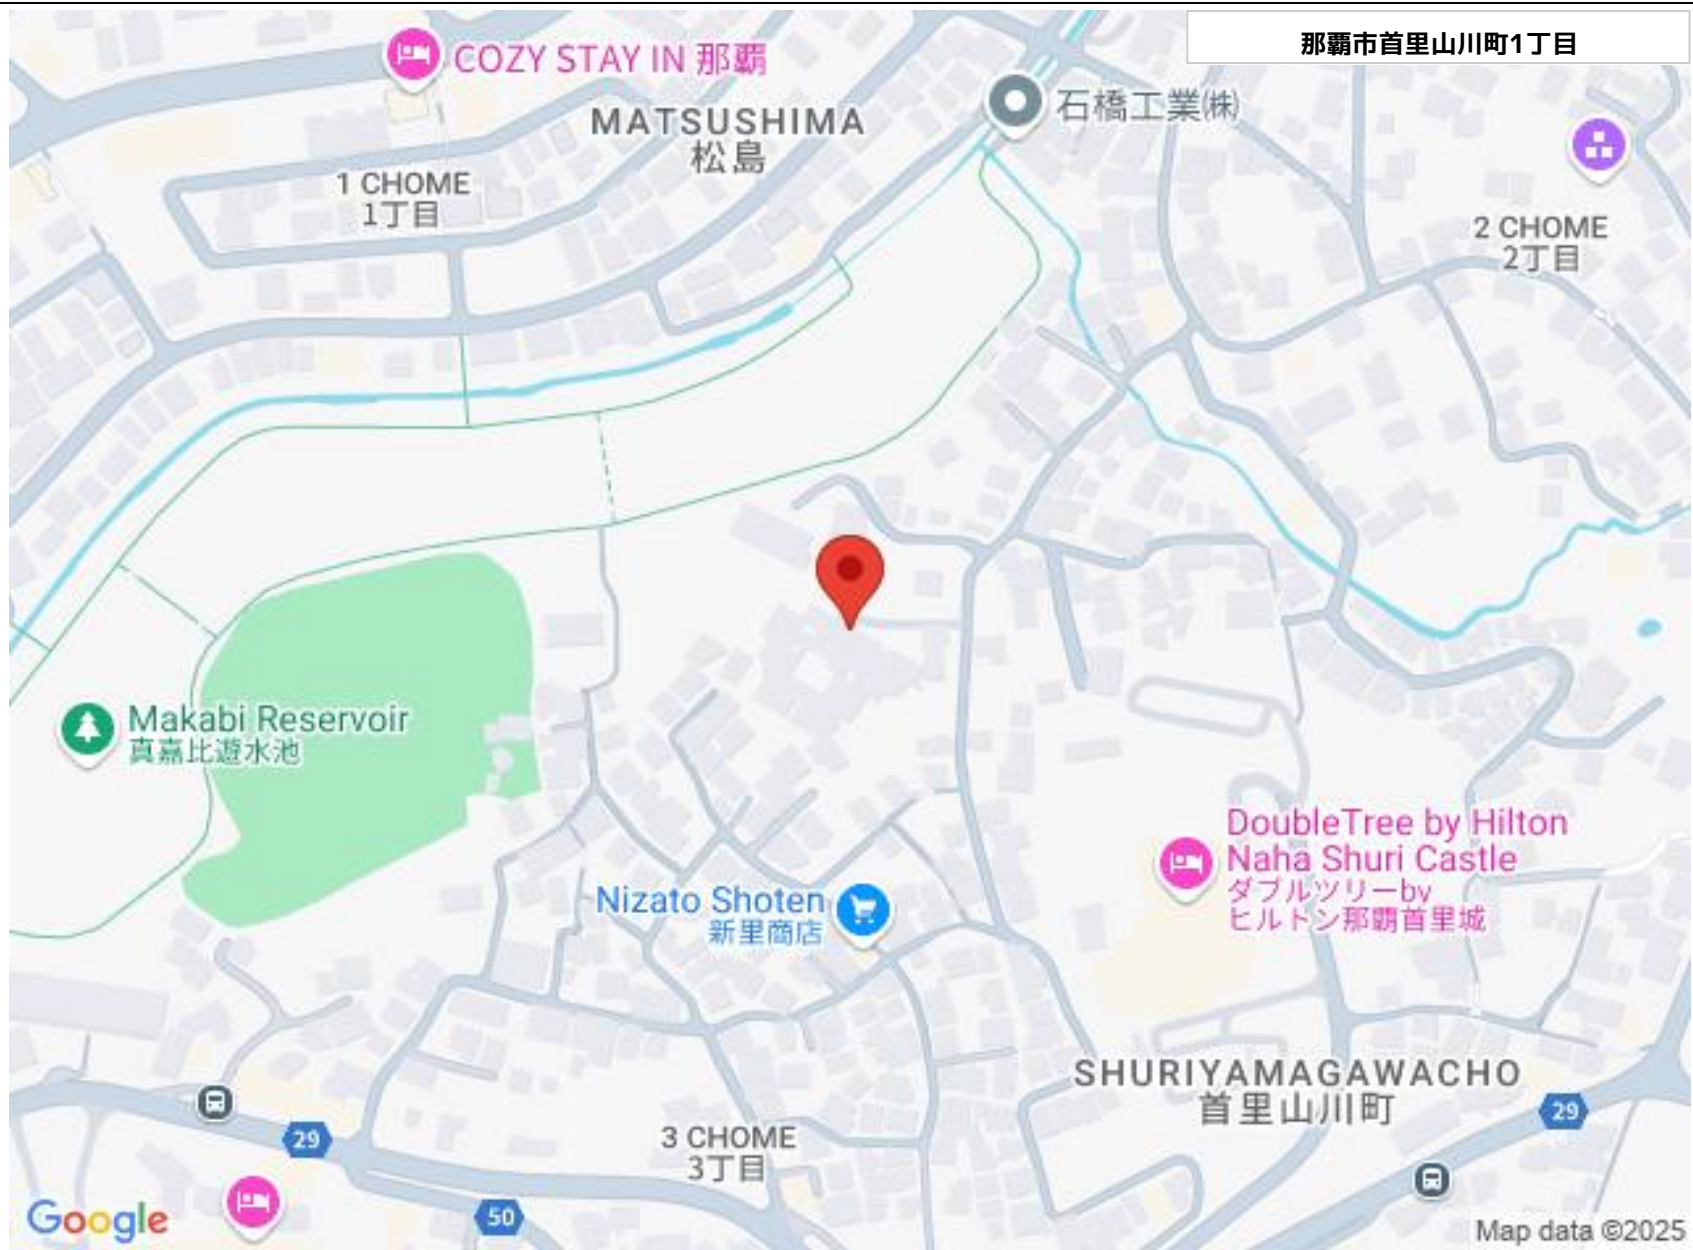 那覇市首里山川町1丁目
COZY STAY IN 那覇
石橋工業㈱
MATSUSHIMA
松島
1 CHOME
1丁目
2 CHOME
2丁目
Makabi Reservoir
真嘉比遊水池
DoubleTree by Hilton
Naha Shuri Castle
ダブルツリーby
ヒルトン那覇首里城
Nizato Shoten
新里商店
SHURIYAMAGAWACHO
首里山川町
29
29
3 CHOME
3丁目
50
Google
Map data ©2025